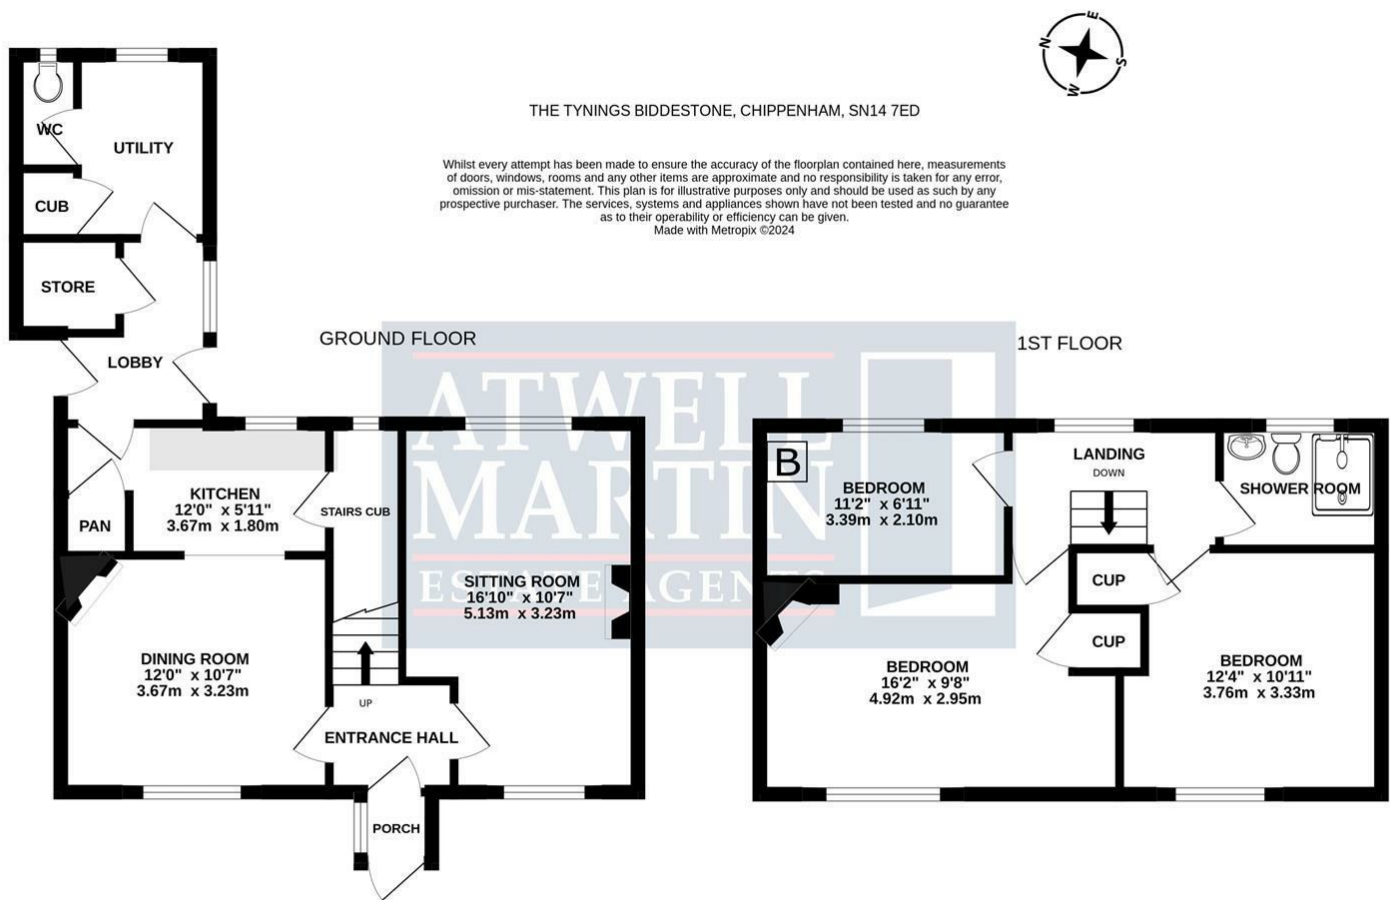 E
N
S
W
THE TYNINGS BIDDESTONE, CHIPPENHAM, SN14 7ED
Whilst every attempt has been made to ensure the accuracy of the floorplan contained here, measurements
of doors, windows, rooms and any other items are approximate and no responsibility is taken for any error,
omission or mis-statement. This plan is for illustrative purposes only and should be used as such by any
prospective purchaser. The services, systems and appliances shown have not been tested and no guarantee
as to their operability or efficiency can be given.
Made with Metropix ©2024
WC
UTILITY
CUB
STORE
LOBBY
GROUND FLOOR
KITCHEN
12'0" x 5'11"
3.67m x 1.80m
PAN
STAIRS CUB
SITTING ROOM
16'10" x 10'7"
5.13m x 3.23m
DINING ROOM
12'0" x 10'7"
3.67m x 3.23m
UP
ENTRANCE HALL
PORCH
ATWELL
MARTIN
ESTATE AGENTS
1ST FLOOR
B
BEDROOM
11'2" x 6'11"
3.39m x 2.10m
LANDING
DOWN
SHOWER ROOM
CUP
CUP
BEDROOM
16'2" x 9'8"
4.92m x 2.95m
BEDROOM
12'4" x 10'11"
3.76m x 3.33m